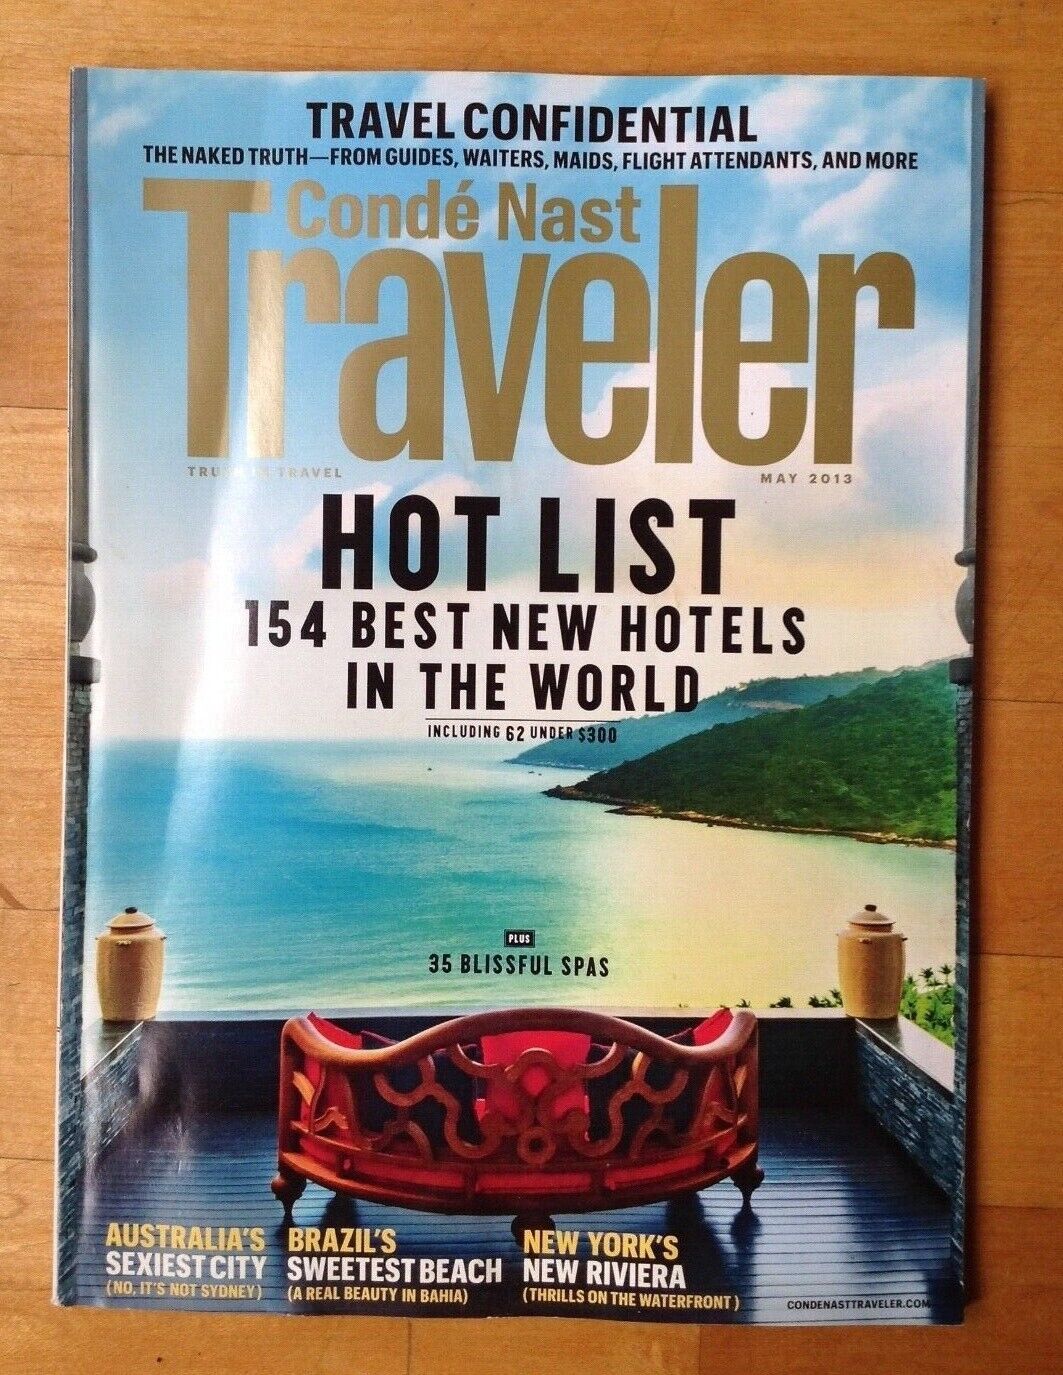 TRAVEL CONFIDENTIAL
THE NAKED TRUTH—FROM GUIDES, WAITERS, MAIDS, FLIGHT ATTENDANTS, AND MORE
Condé Nast
Traveler
TRUTH IN TRAVEL
MAY 2013
HOT LIST
154 BEST NEW HOTELS
IN THE WORLD
INCLUDING 62 UNDER $300
PLUS
35 BLISSFUL SPAS
AUSTRALIA'S
SEXIEST CITY
(NO, IT'S NOT SYDNEY)
BRAZIL'S
SWEETEST BEACH
(A REAL BEAUTY IN BAHIA)
NEW YORK'S
NEW RIVIERA
(THRILLS ON THE WATERFRONT)
CONDENASTTRAVELER.COM